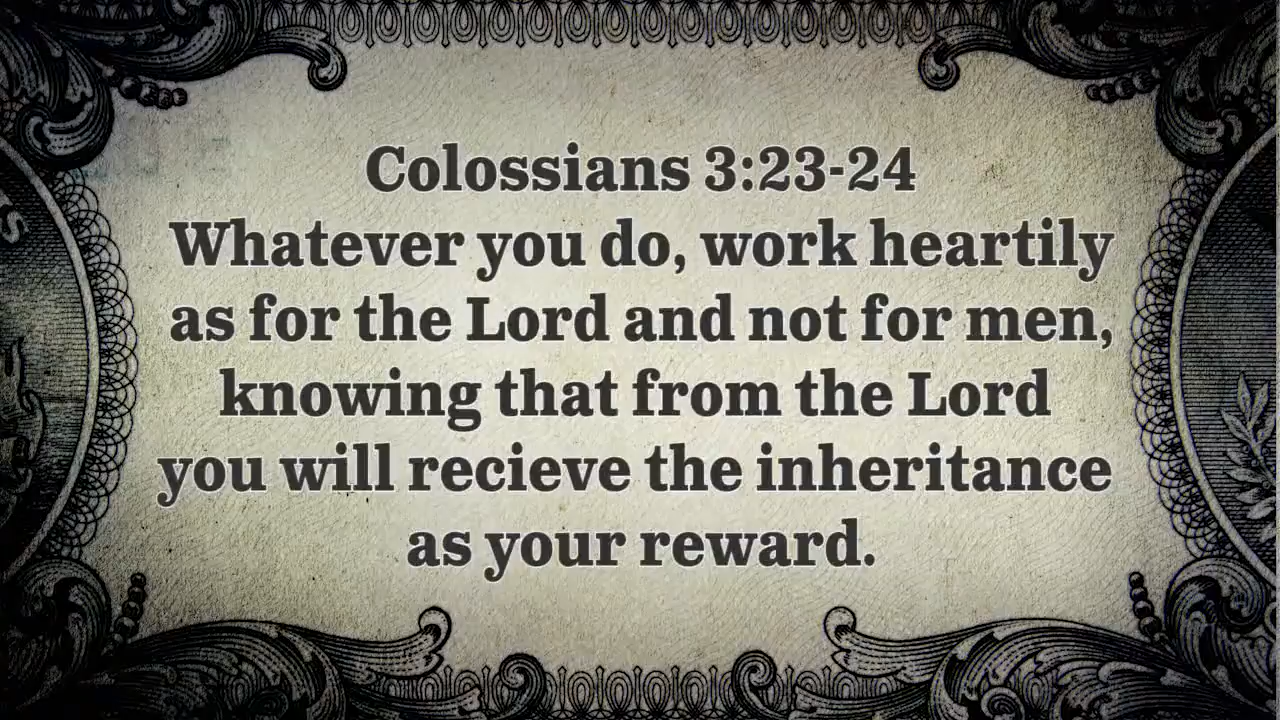 Colossians 3:23-24
Whatever you do, work heartily
as for the Lord and not for men,
knowing that from the Lord
you will recieve the inheritance
as your reward.